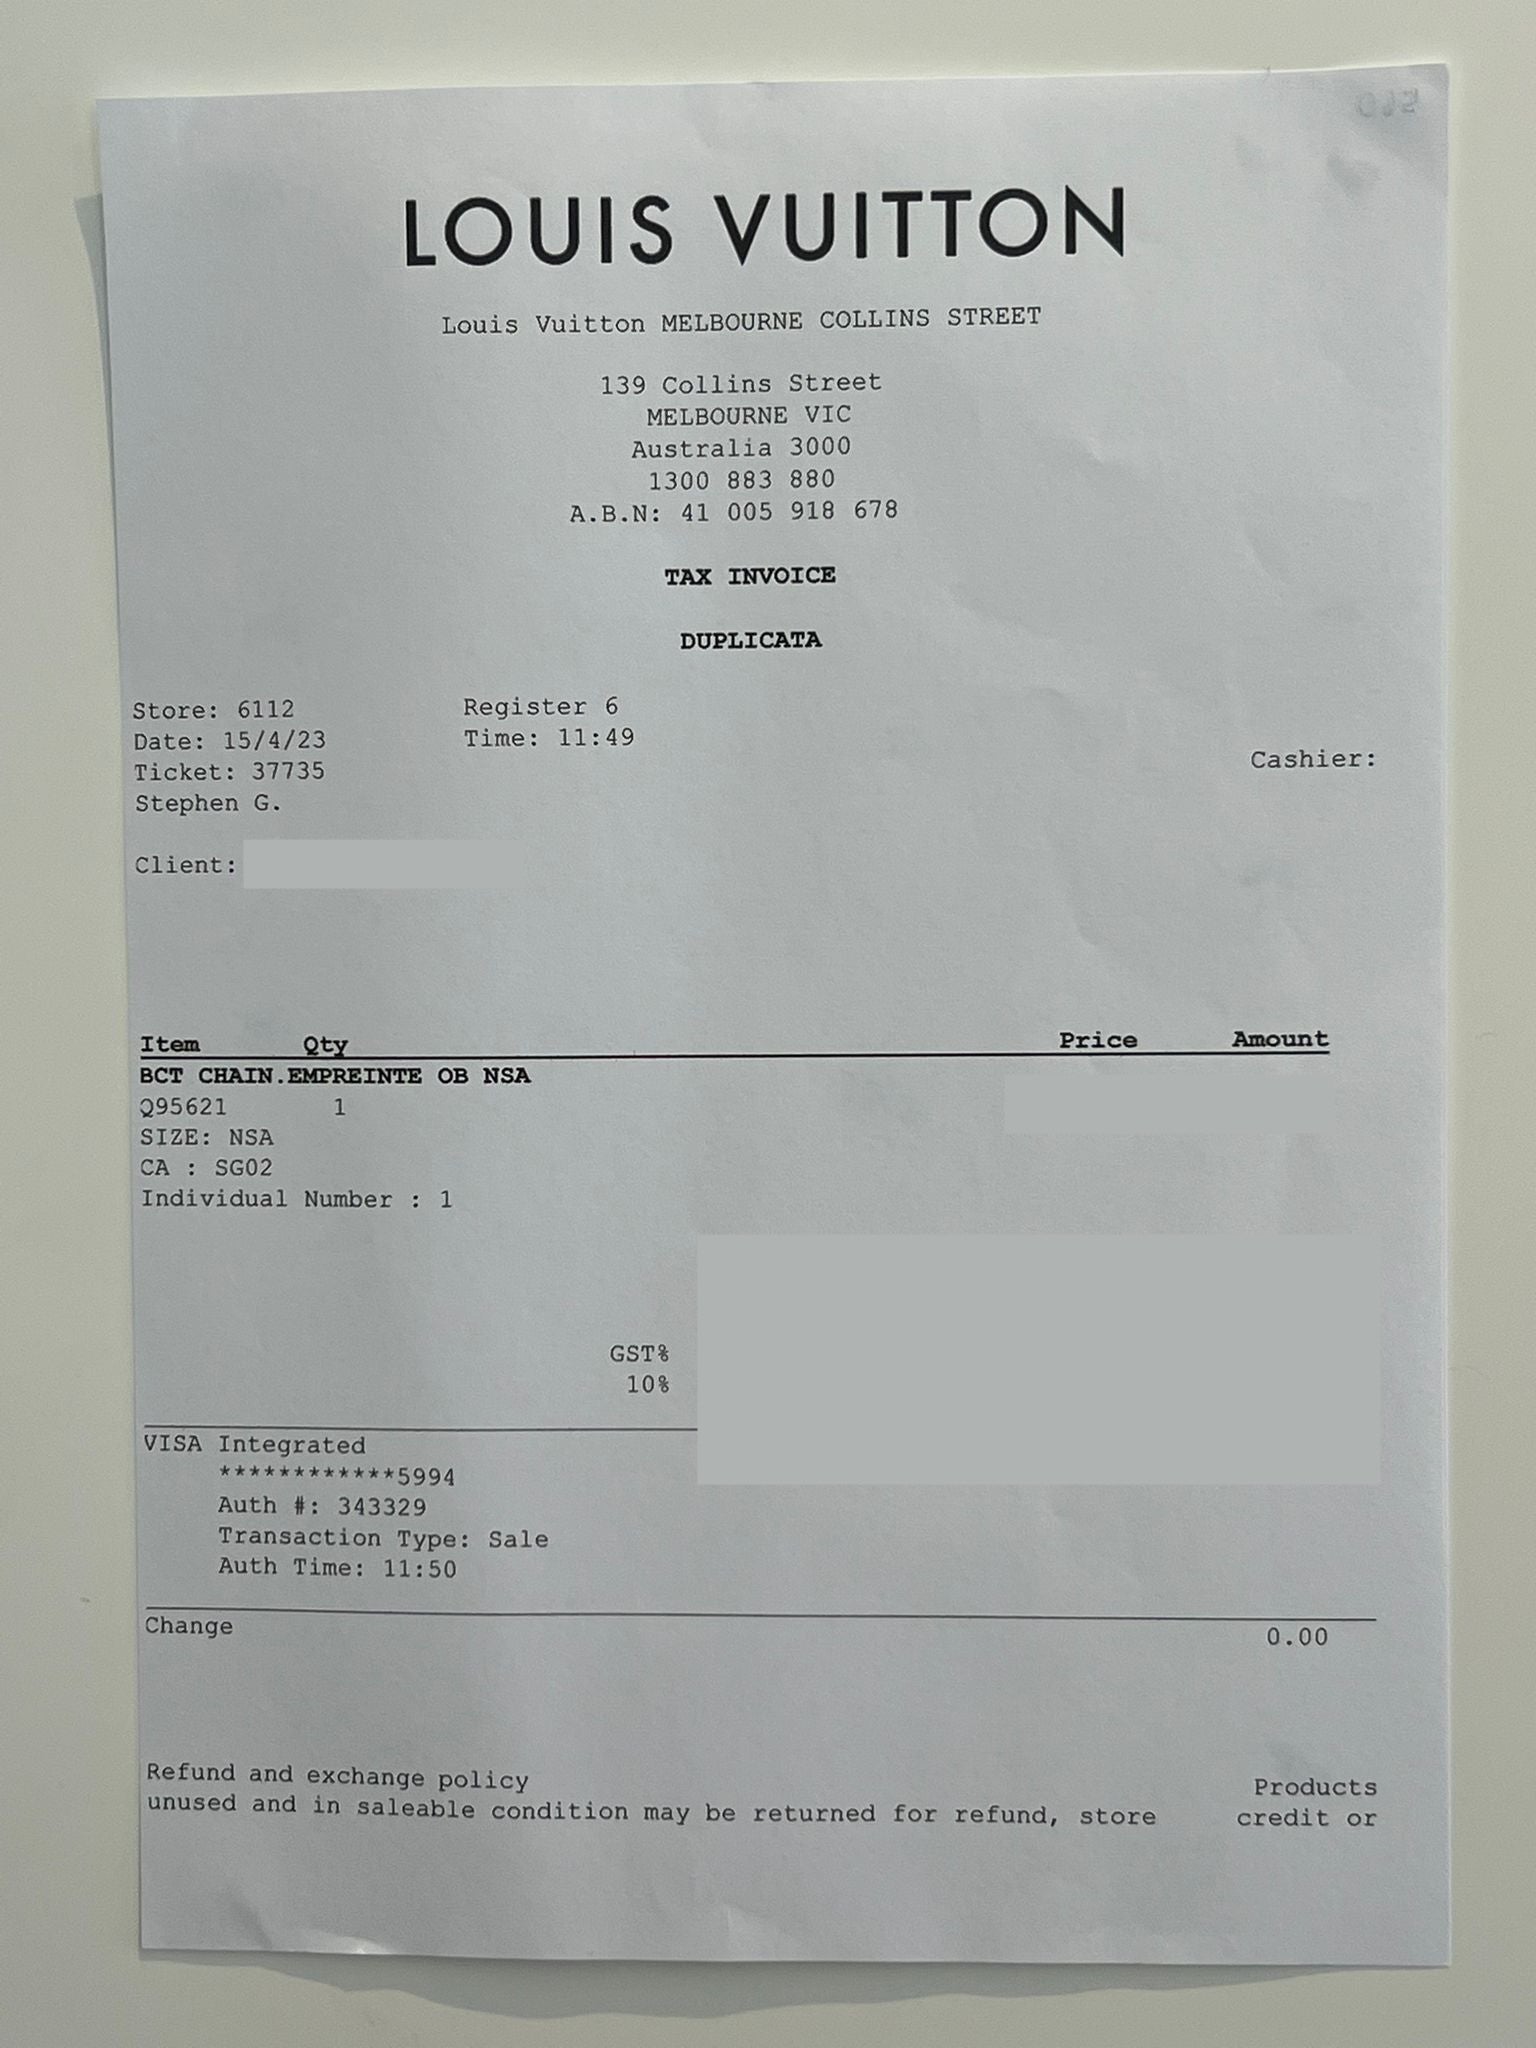 LOUIS VUITTON
Louis Vuitton MELBOURNE COLLINS STREET
139 Collins Street
MELBOURNE VIC
Australia 3000
1300 883 880
A.B.N: 41 005 918 678
TAX INVOICE
DUPLICATA
Store: 6112 Register 6
Date: 15/4/23 Time: 11:49
Cashier:
Ticket: 37735
Stephen G.
Client:
Item Qty Price Amount
BCT CHAIN.EMPREINTE OB NSA
Q95621 1
SIZE: NSA
CA : SG02
Individual Number : 1
GST%
10%
VISA Integrated
************5994
Auth #: 343329
Transaction Type: Sale
Auth Time: 11:50
Change 0.00
Refund and exchange policy Products
unused and in saleable condition may be returned for refund, store credit or